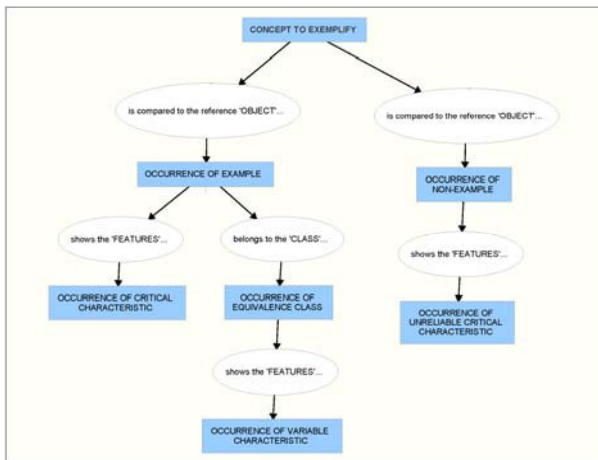 CONCEPT TO EXEMPLIFY
is compared to the reference 'OBJECT'...
is compared to the reference 'OBJECT'...
OCCURRENCE OF EXAMPLE
OCCURRENCE OF
NON-EXAMPLE
shows the 'FEATURES'...
belongs to the 'CLASS'...
shows the 'FEATURES'...
OCCURRENCE OF CRITICAL
CHARACTERISTIC
OCCURRENCE OF
EQUIVALENCE CLASS
OCCURRENCE OF
UNRELIABLE CRITICAL
CHARACTERISTIC
shows the 'FEATURES'...
OCCURRENCE OF VARIABLE
CHARACTERISTIC